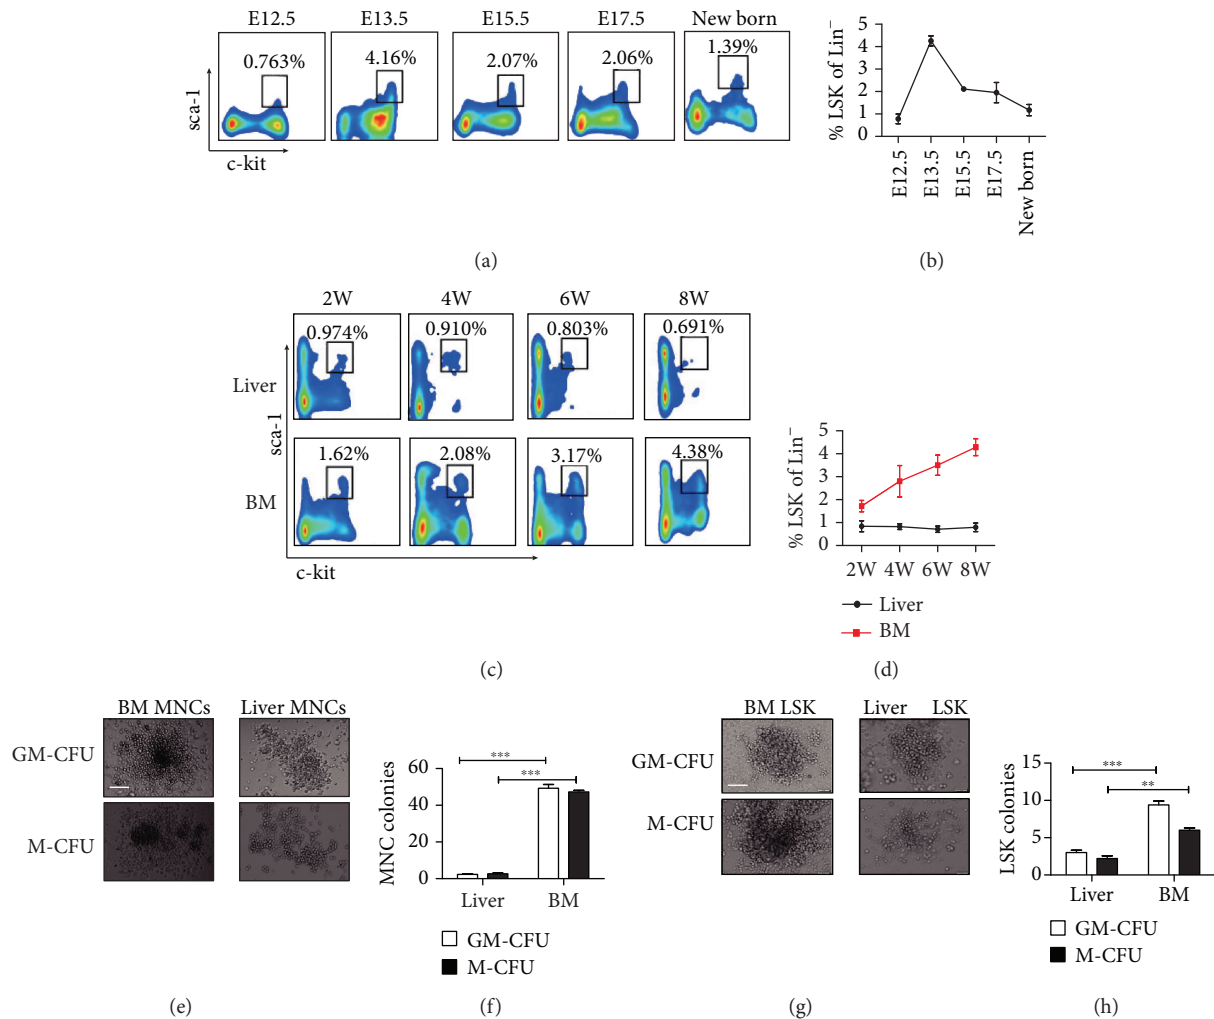 E12.5 E13.5 E15.5 E17.5 New born
0.763% 4.16% 2.07% 2.06% 1.39%
sca-1
c-kit
(a)
% LSK of Lin⁻
5
4
3
2
1
0
E12.5 E13.5 E15.5 E17.5 New born
(b)
2W 4W 6W 8W
Liver
0.974% 0.910% 0.803% 0.691%
sca-1
BM
1.62% 2.08% 3.17% 4.38%
c-kit
(c)
% LSK of Lin⁻
5
4
3
2
1
0
2W 4W 6W 8W
Liver
BM
(d)
BM MNCs Liver MNCs
GM-CFU
M-CFU
(e)
MNC colonies
60
40
20
0
***
***
Liver BM
GM-CFU
M-CFU
(f)
BM LSK Liver LSK
GM-CFU
M-CFU
(g)
LSK colonies
15
10
5
0
***
**
Liver BM
GM-CFU
M-CFU
(h)